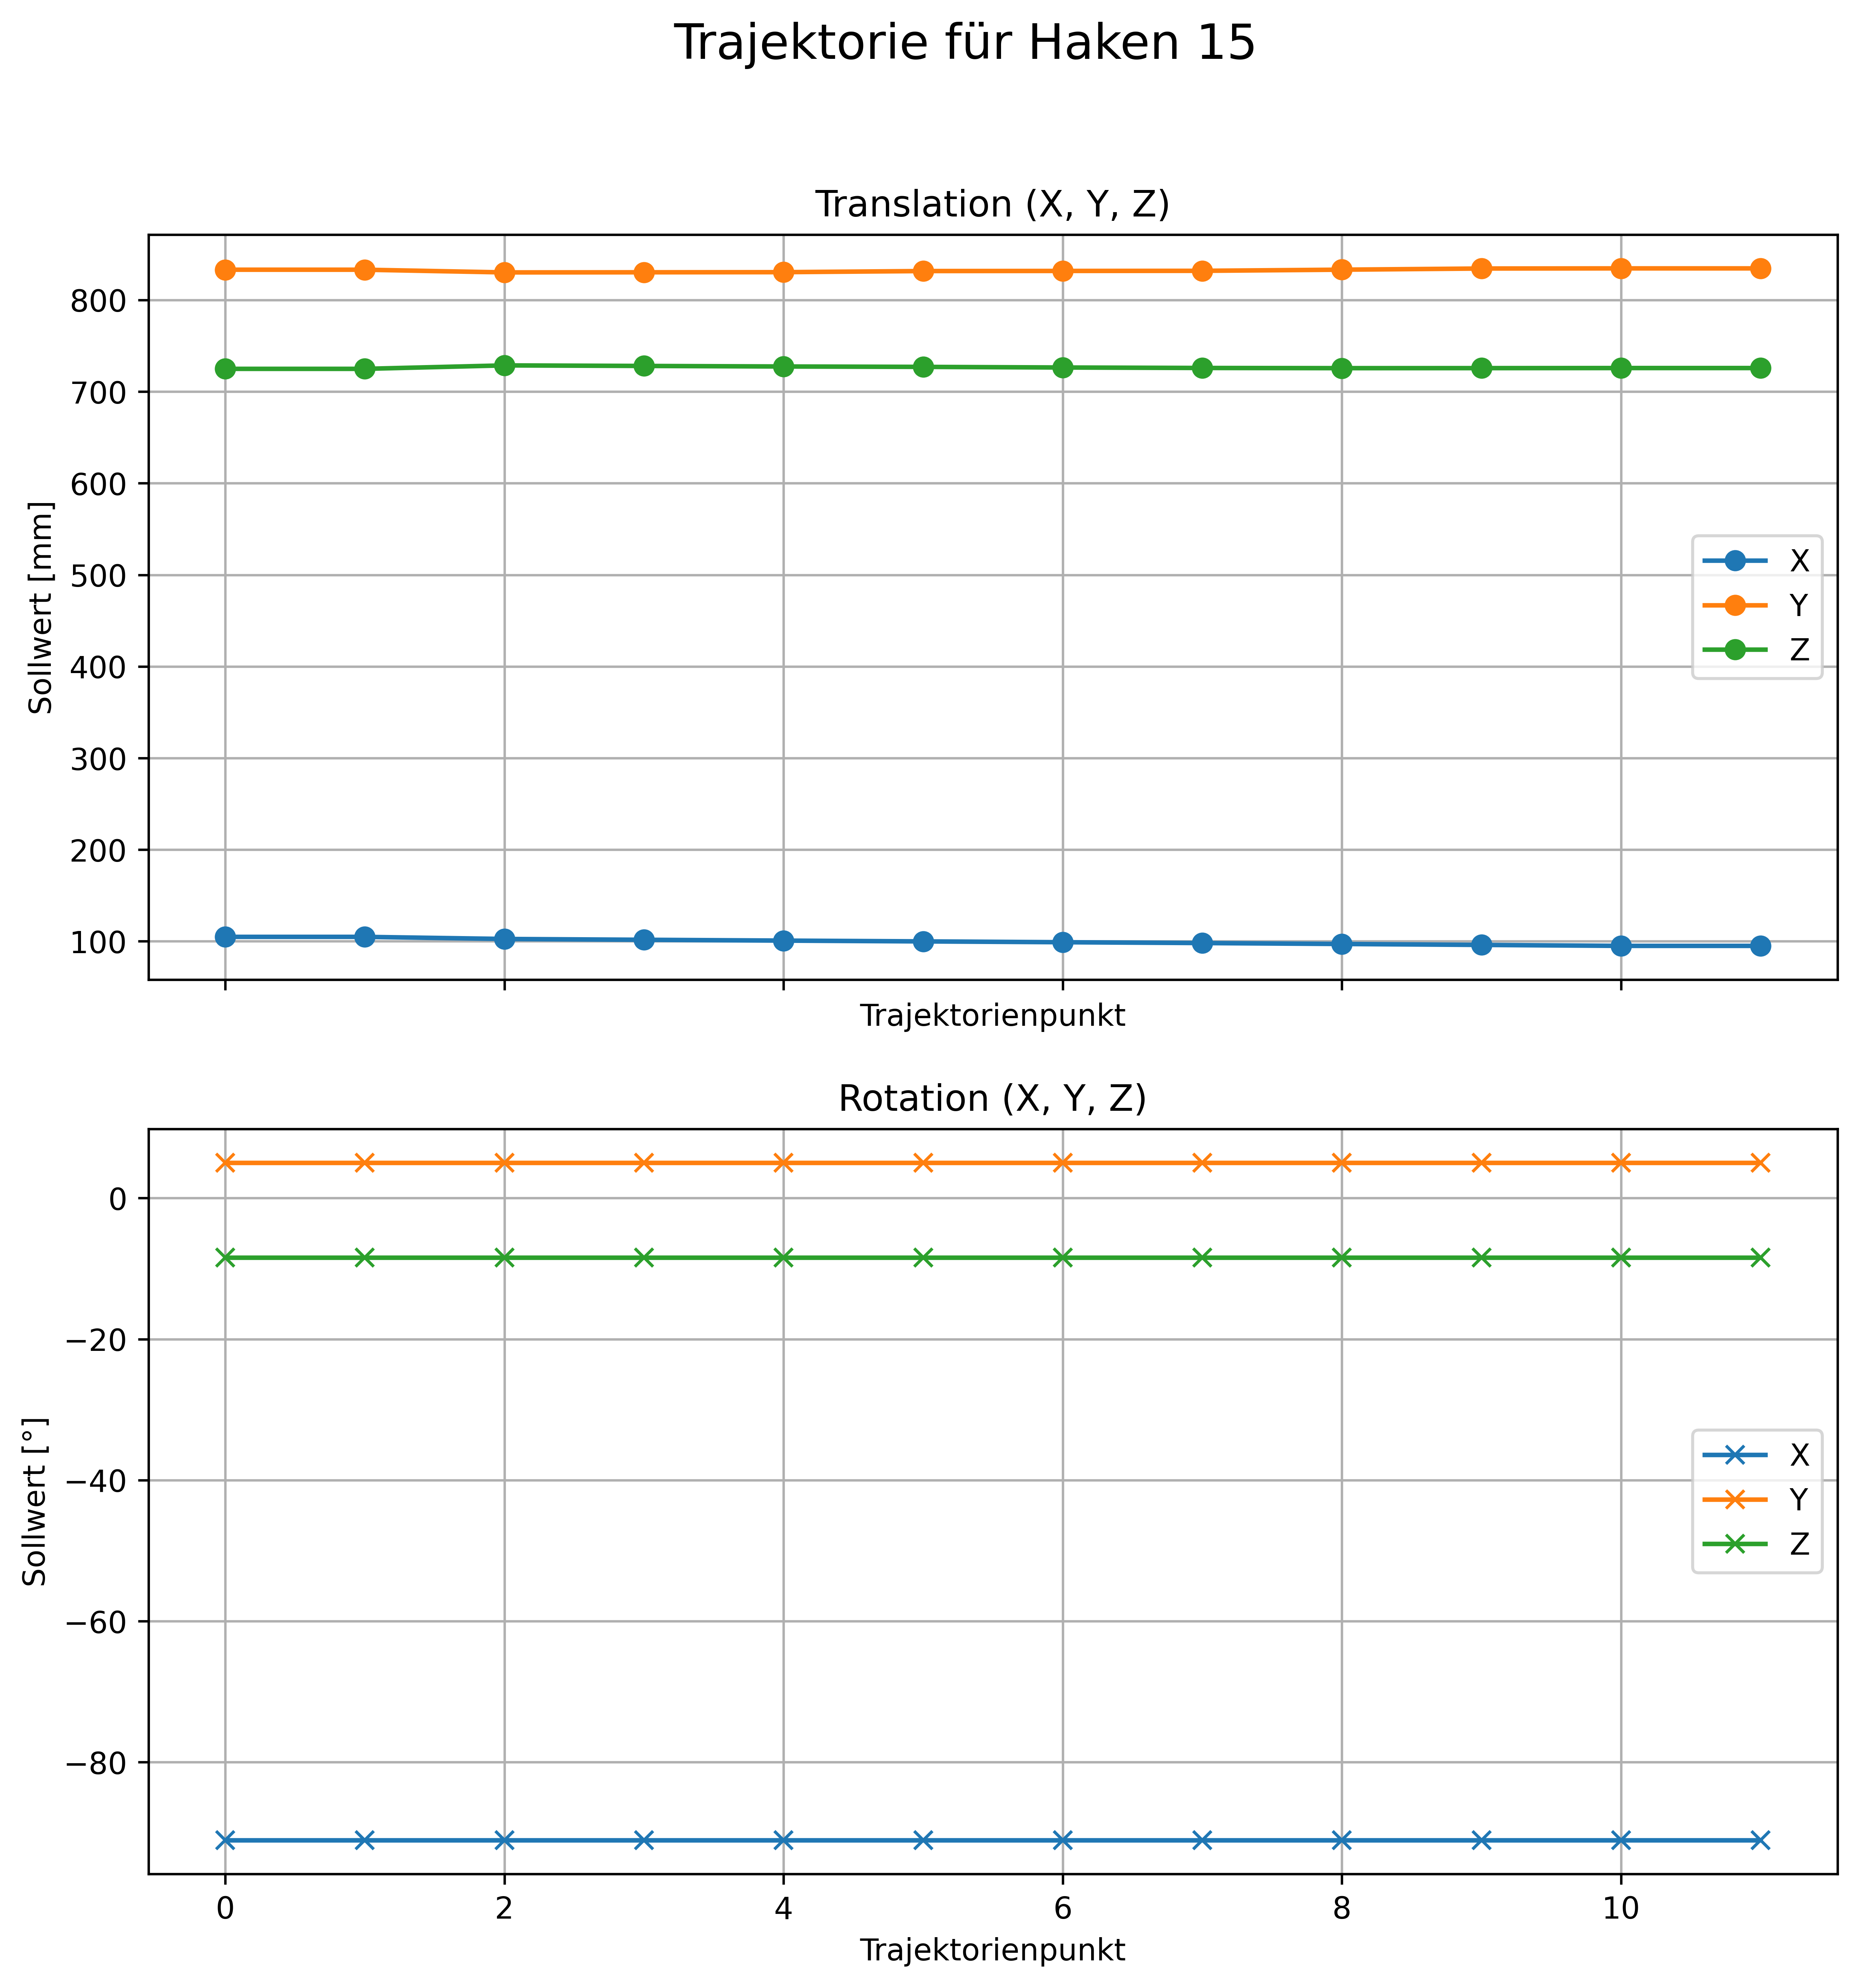 Trajektorie für Haken 15
Translation (X, Y, Z)
Sollwert [mm]
800
700
600
500
400
300
200
100
X
Y
Z
Trajektorienpunkt
Rotation (X, Y, Z)
Sollwert [°]
0
−20
−40
−60
−80
X
Y
Z
0 2 4 6 8 10
Trajektorienpunkt